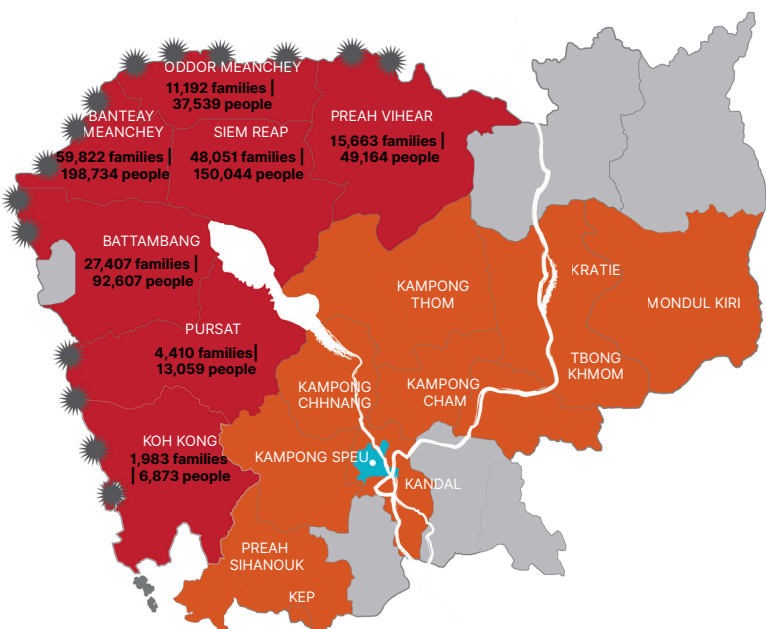 ODDOR MEANCHEY
11,192 families |
37,539 people
BANTEAY
MEANCHEY
59,822 families |
198,734 people
SIEM REAP
48,051 families |
150,044 people
PREAH VIHEAR
15,663 families |
49,164 people
BATTAMBANG
27,407 families |
92,607 people
PURSAT
4,410 families|
13,059 people
KOH KONG
1,983 families
| 6,873 people
KAMPONG
THOM
KRATIE
MONDUL KIRI
TBONG
KHMOM
KAMPONG
CHHNANG
KAMPONG
CHAM
KAMPONG SPEU
KANDAL
PREAH
SIHANOUK
KEP